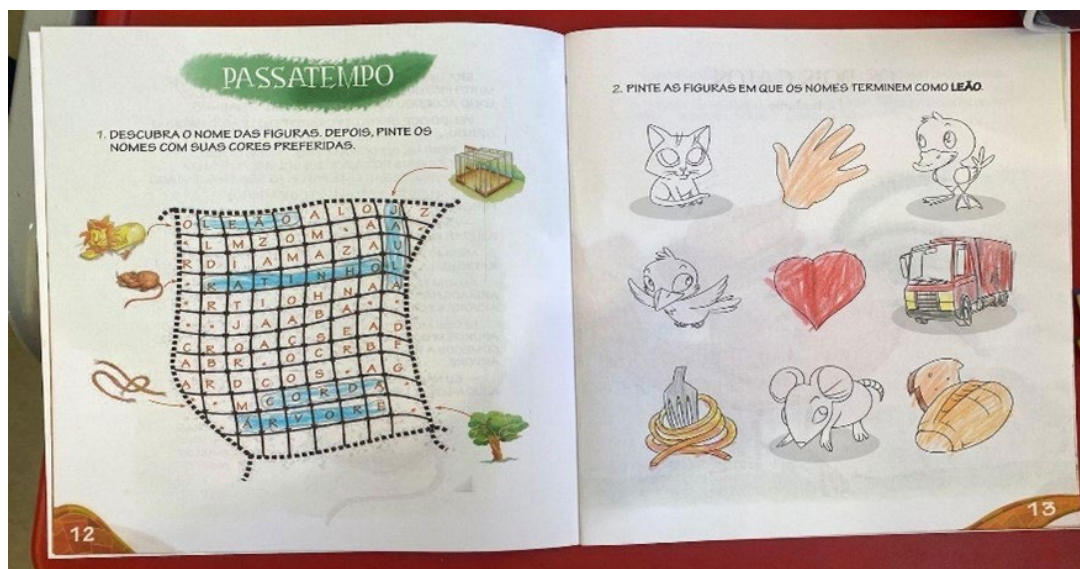 PASSATEMPO
1. DESCUBRA O NOME DAS FIGURAS. DEPOIS, PINTE OS
NOMES COM SUAS CORES PREFERIDAS.
O L E Ã O A L O J Z
L M Z O M A A
R D I A M A Z A U
R A T I N H O L
R T I O H N A A
J A A B A
C R O A Ç S E A D
A B R O C R B F
A R D C O S A G
M C O R D A
Á R V O R E
12
2. PINTE AS FIGURAS EM QUE OS NOMES TERMINEM COMO LEÃO.
13